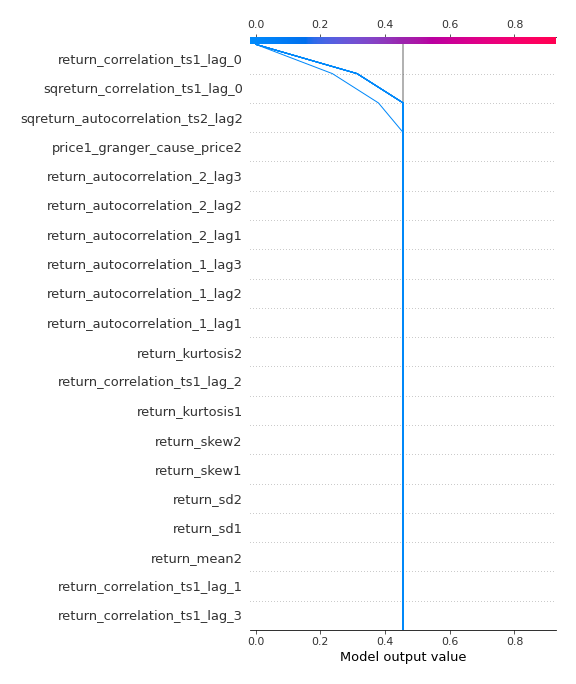 0.0 0.2 0.4 0.6 0.8
return_correlation_ts1_lag_0
sqreturn_correlation_ts1_lag_0
sqreturn_autocorrelation_ts2_lag2
price1_granger_cause_price2
return_autocorrelation_2_lag3
return_autocorrelation_2_lag2
return_autocorrelation_2_lag1
return_autocorrelation_1_lag3
return_autocorrelation_1_lag2
return_autocorrelation_1_lag1
return_kurtosis2
return_correlation_ts1_lag_2
return_kurtosis1
return_skew2
return_skew1
return_sd2
return_sd1
return_mean2
return_correlation_ts1_lag_1
return_correlation_ts1_lag_3
0.0 0.2 0.4 0.6 0.8
Model output value